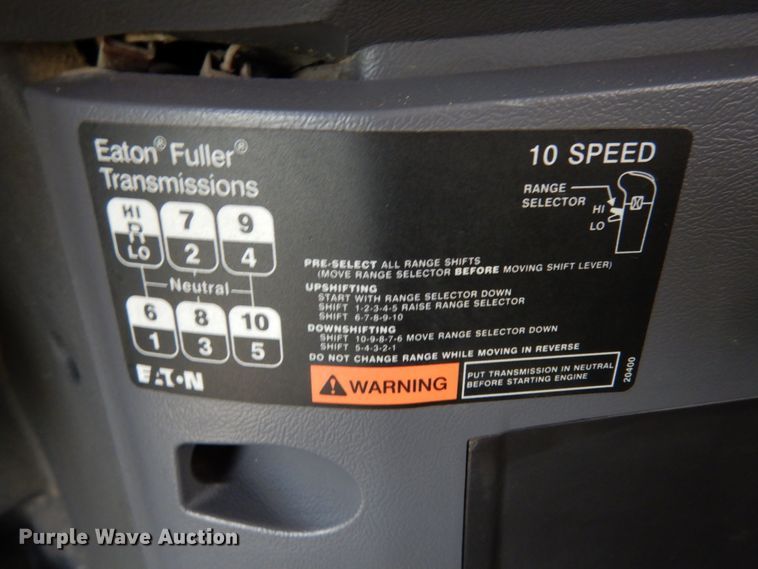 Eaton® Fuller®
Transmissions
10 SPEED
RANGE
SELECTOR
HI
LO
HI
R
LO
7
2
9
4
Neutral
6
1
8
3
10
5
PRE-SELECT ALL RANGE SHIFTS
(MOVE RANGE SELECTOR BEFORE MOVING SHIFT LEVER)
UPSHIFTING
START WITH RANGE SELECTOR DOWN
SHIFT 1-2-3-4-5 RAISE RANGE SELECTOR
SHIFT 6-7-8-9-10
DOWNSHIFTING
SHIFT 10-9-8-7-6 MOVE RANGE SELECTOR DOWN
SHIFT 5-4-3-2-1
DO NOT CHANGE RANGE WHILE MOVING IN REVERSE
EATON
WARNING
PUT TRANSMISSION IN NEUTRAL
BEFORE STARTING ENGINE
20400
Purple Wave Auction